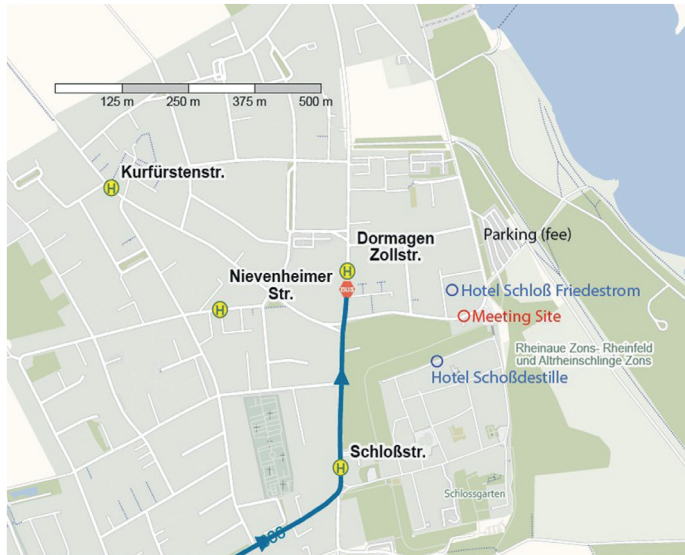 125 m 250 m 375 m 500 m
Kurfürstenstr.
H
Parking (fee)
Dormagen
Zollstr.
H
Nievenheimer
Str.
BUS
H
Hotel Schloß Friedestrom
Meeting Site
Rheinaue Zons- Rheinfeld
und Altrheinschlinge Zons
Hotel Schoßdestille
Schloßstr.
H
Schlossgarten